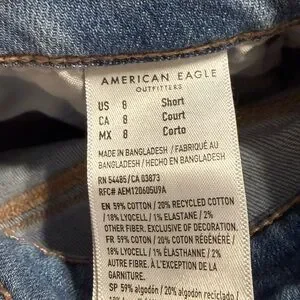 AMERICAN EAGLE
OUTFITTERS
US 8 Short
CA 8 Court
MX 8 Corto
MADE IN BANGLADESH / FABRIQUÉ AU
BANGLADESH / HECHO EN BANGLADESH
RN 54485/CA 03873
RFC# AEM120605U9A
EN 59% COTTON / 20% RECYCLED COTTON
/ 18% LYOCELL / 1% ELASTANE / 2%
OTHER FIBER. EXCLUSIVE OF DECORATION.
FR 59% COTON / 20% COTON RÉGÉNÉRÉ /
18% LYOCELL / 1% ÉLASTHANNE / 2%
AUTRE FIBRE. À L'EXCEPTION DE LA
GARNITURE.
SP 59% algodón / 20% algodón reciclado